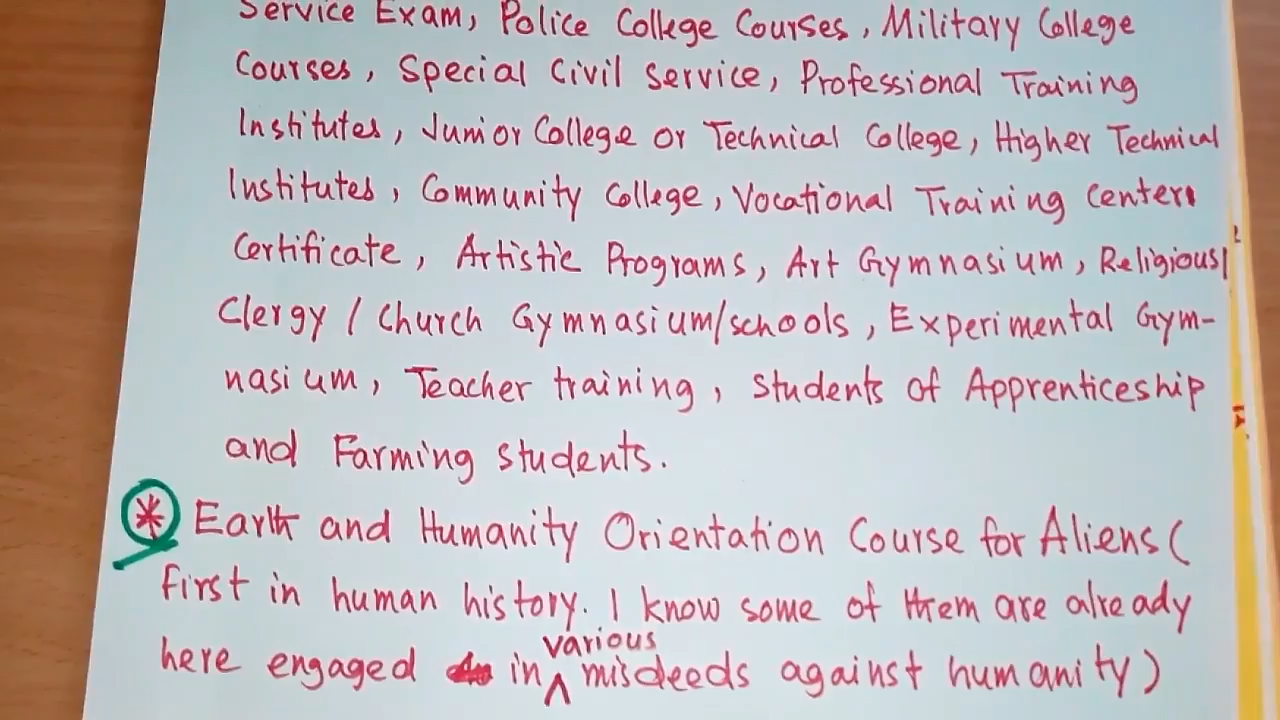 Service Exam, Police College Courses, Military College
Courses, Special Civil Service, Professional Training
Institutes, Junior College or Technical College, Higher Technical
Institutes, Community College, Vocational Training Center
Certificate, Artistic Programs, Art Gymnasium, Religious/
Clergy / Church Gymnasium/schools, Experimental Gym-
nasium, Teacher training, Students of Apprenticeship
and Farming students.
* Earth and Humanity Orientation Course for Aliens (
First in human history. I know some of them are already
here engaged in various misdeeds against humanity)